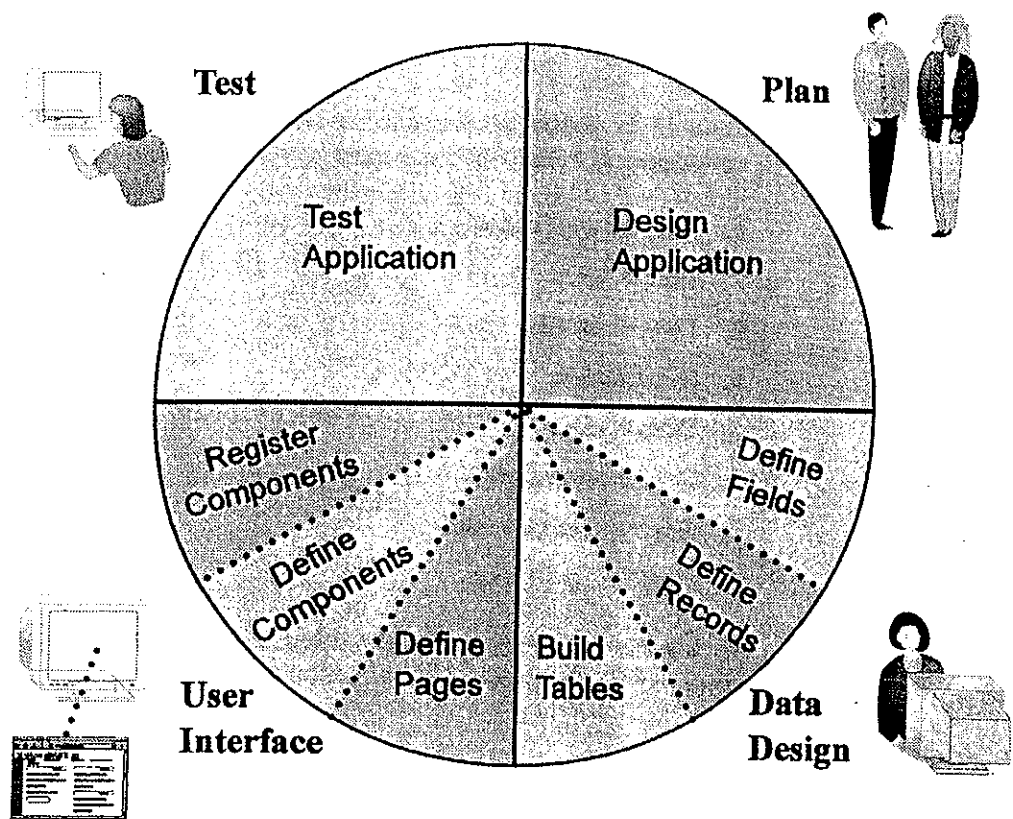 Test
Plan
Test
Application
Design
Application
Register
Components
Define
Fields
Define
Components
Define
Records
Define
Pages
Build
Tables
User
Interface
Data
Design